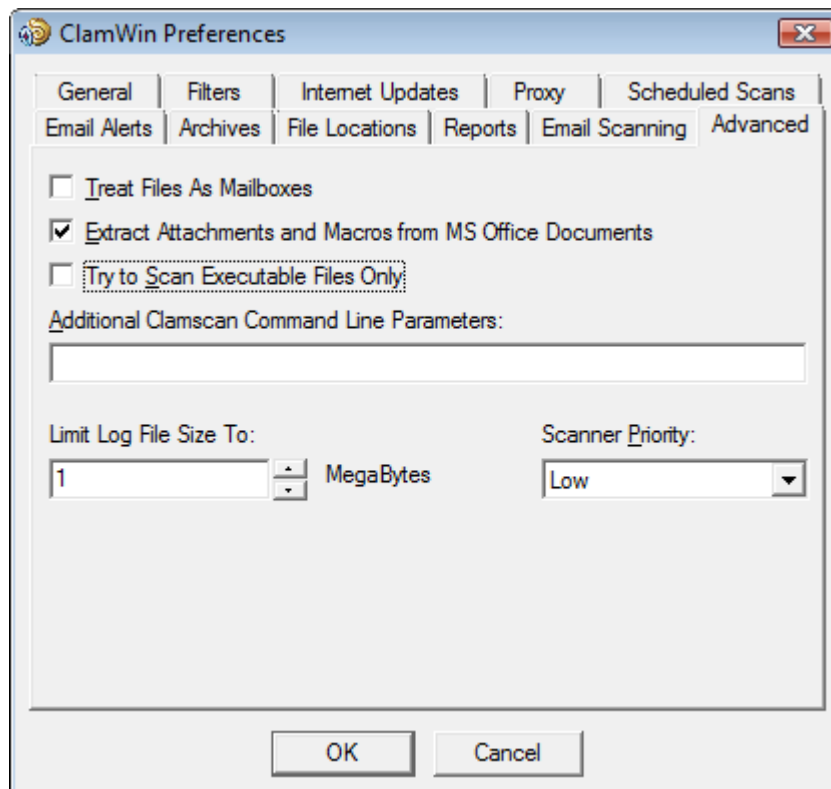 ClamWin Preferences
General Filters Internet Updates Proxy Scheduled Scans
Email Alerts Archives File Locations Reports Email Scanning Advanced
Treat Files As Mailboxes
Extract Attachments and Macros from MS Office Documents
Try to Scan Executable Files Only
Additional Clamscan Command Line Parameters:
Limit Log File Size To: Scanner Priority:
1 MegaBytes Low
OK Cancel